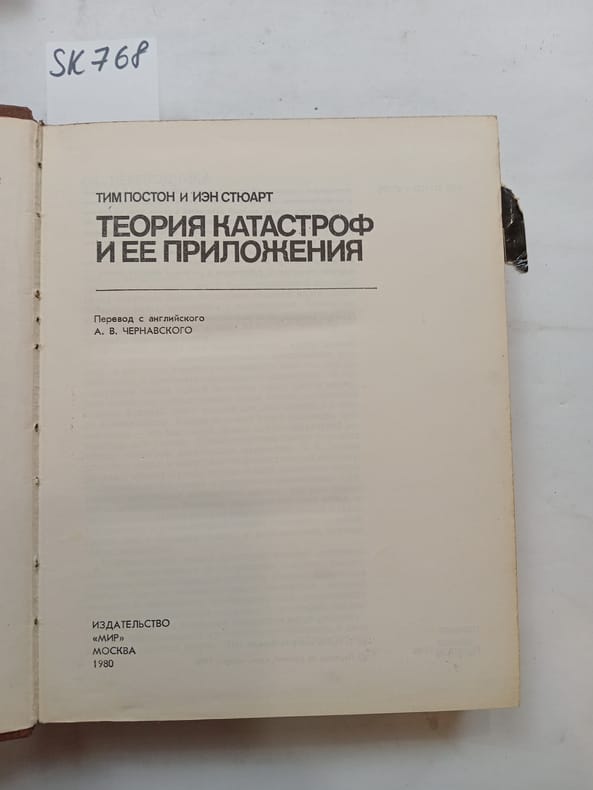 SK768
ТИМ ПОСТОН И ИЭН СТЮАРТ
ТЕОРИЯ КАТАСТРОФ
И ЕЕ ПРИЛОЖЕНИЯ
Перевод с английского
А. В. ЧЕРНАВСКОГО
ИЗДАТЕЛЬСТВО
«МИР»
МОСКВА
1980